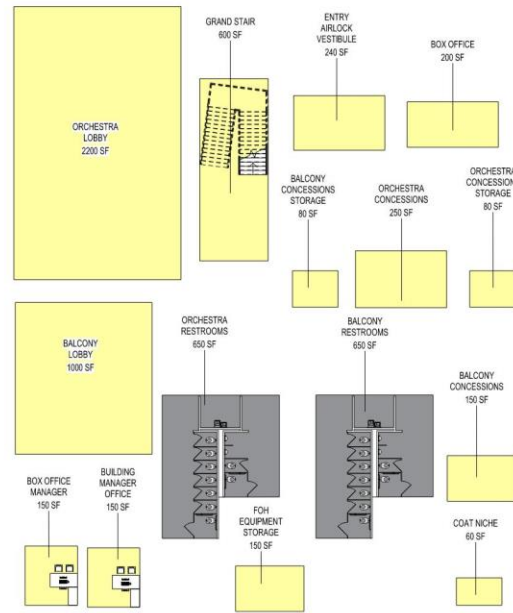 GRAND STAIR
600 SF
ENTRY
AIRLOCK
VESTIBULE
240 SF
BOX OFFICE
200 SF
ORCHESTRA
LOBBY
2200 SF
BALCONY
CONCESSIONS
STORAGE
80 SF
ORCHESTRA
CONCESSIONS
250 SF
ORCHESTRA
CONCESSIONS
STORAGE
80 SF
BALCONY
LOBBY
1000 SF
ORCHESTRA
RESTROOMS
650 SF
BALCONY
RESTROOMS
650 SF
BALCONY
CONCESSIONS
150 SF
BOX OFFICE
MANAGER
150 SF
BUILDING
MANAGER
OFFICE
150 SF
FOH
EQUIPMENT
STORAGE
150 SF
COAT NICHE
60 SF